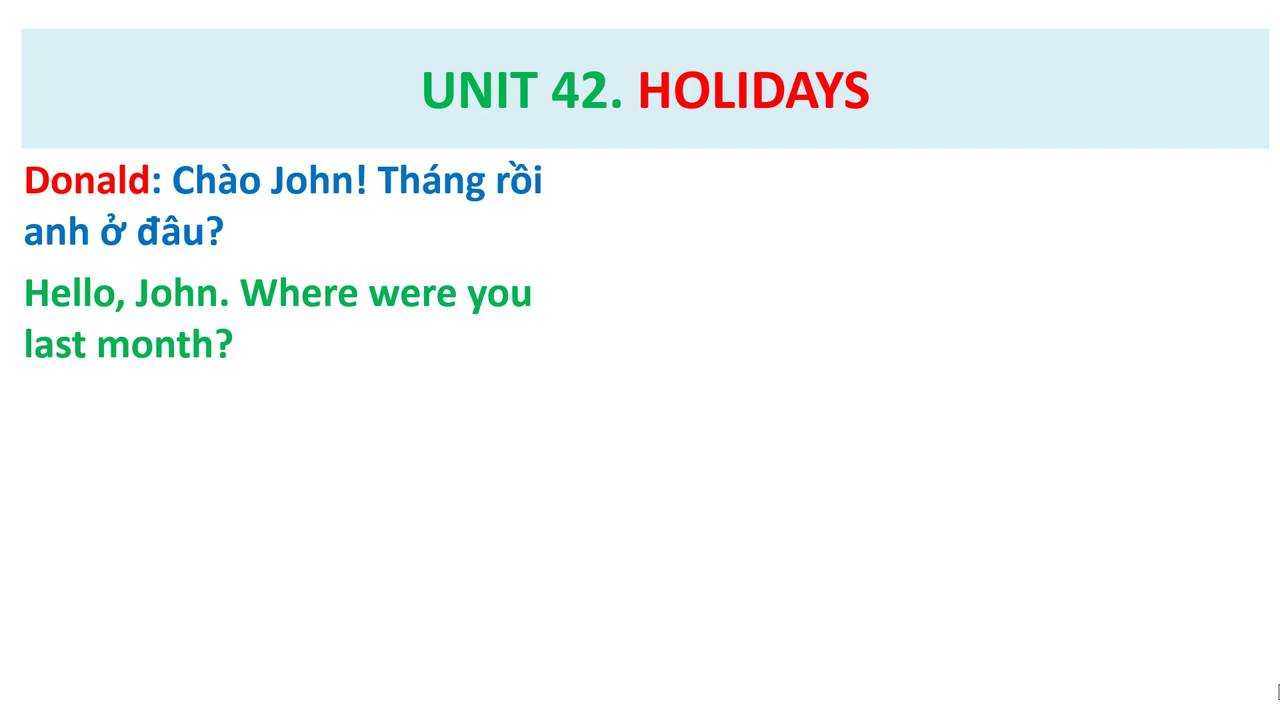 UNIT 42. HOLIDAYS
Donald: Chào John! Tháng rồi
anh ở đâu?
Hello, John. Where were you
last month?